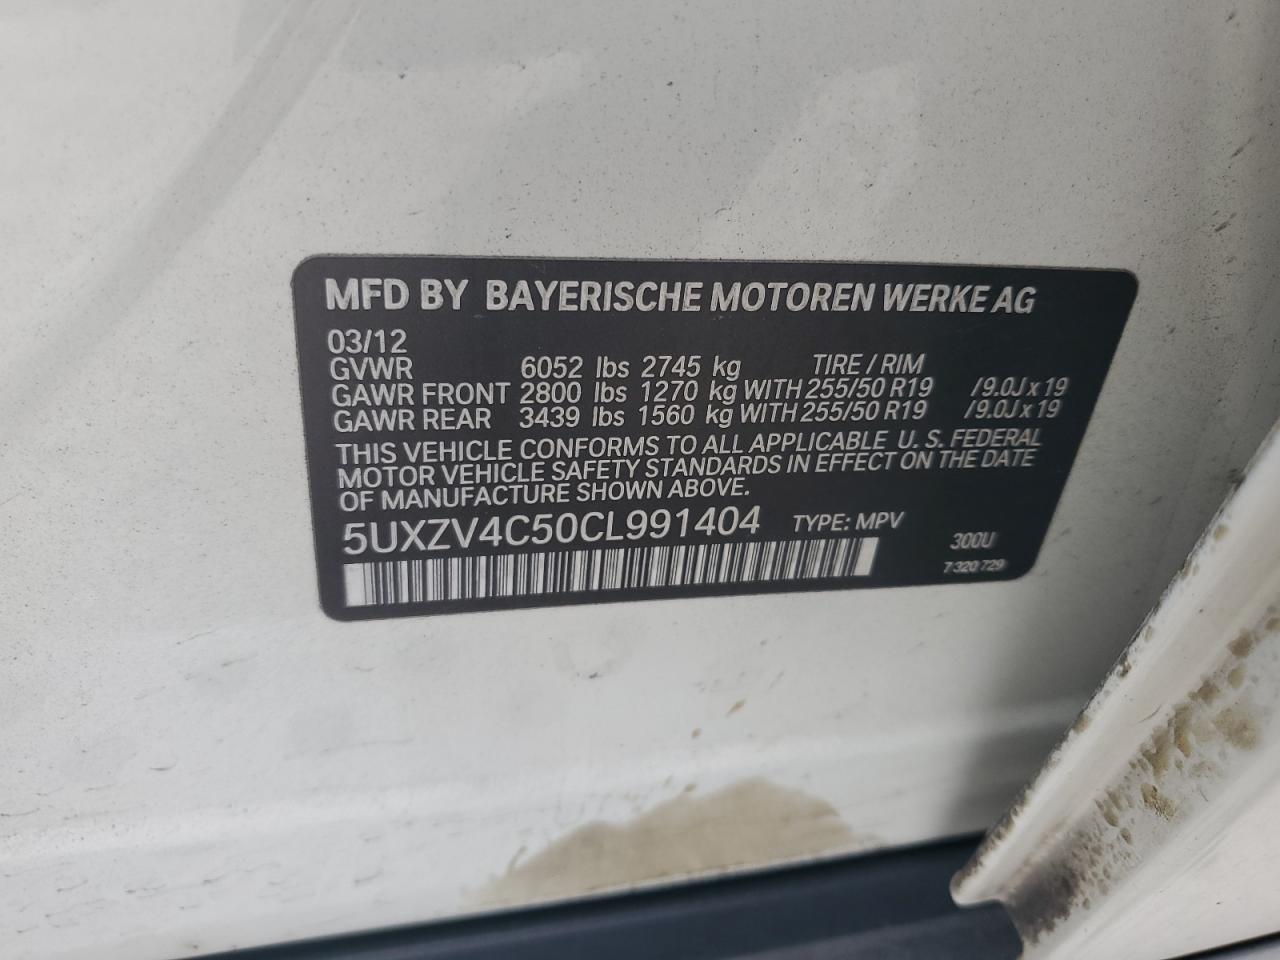 MFD BY BAYERISCHE MOTOREN WERKE AG
03/12
GVWR 6052 lbs 2745 kg TIRE / RIM
GAWR FRONT 2800 lbs 1270 kg WITH 255/50 R19 /9.0J x 19
GAWR REAR 3439 lbs 1560 kg WITH 255/50 R19 /9.0J x 19
THIS VEHICLE CONFORMS TO ALL APPLICABLE U. S. FEDERAL
MOTOR VEHICLE SAFETY STANDARDS IN EFFECT ON THE DATE
OF MANUFACTURE SHOWN ABOVE.
5UXZV4C50CL991404 TYPE: MPV
300U
7 320 729